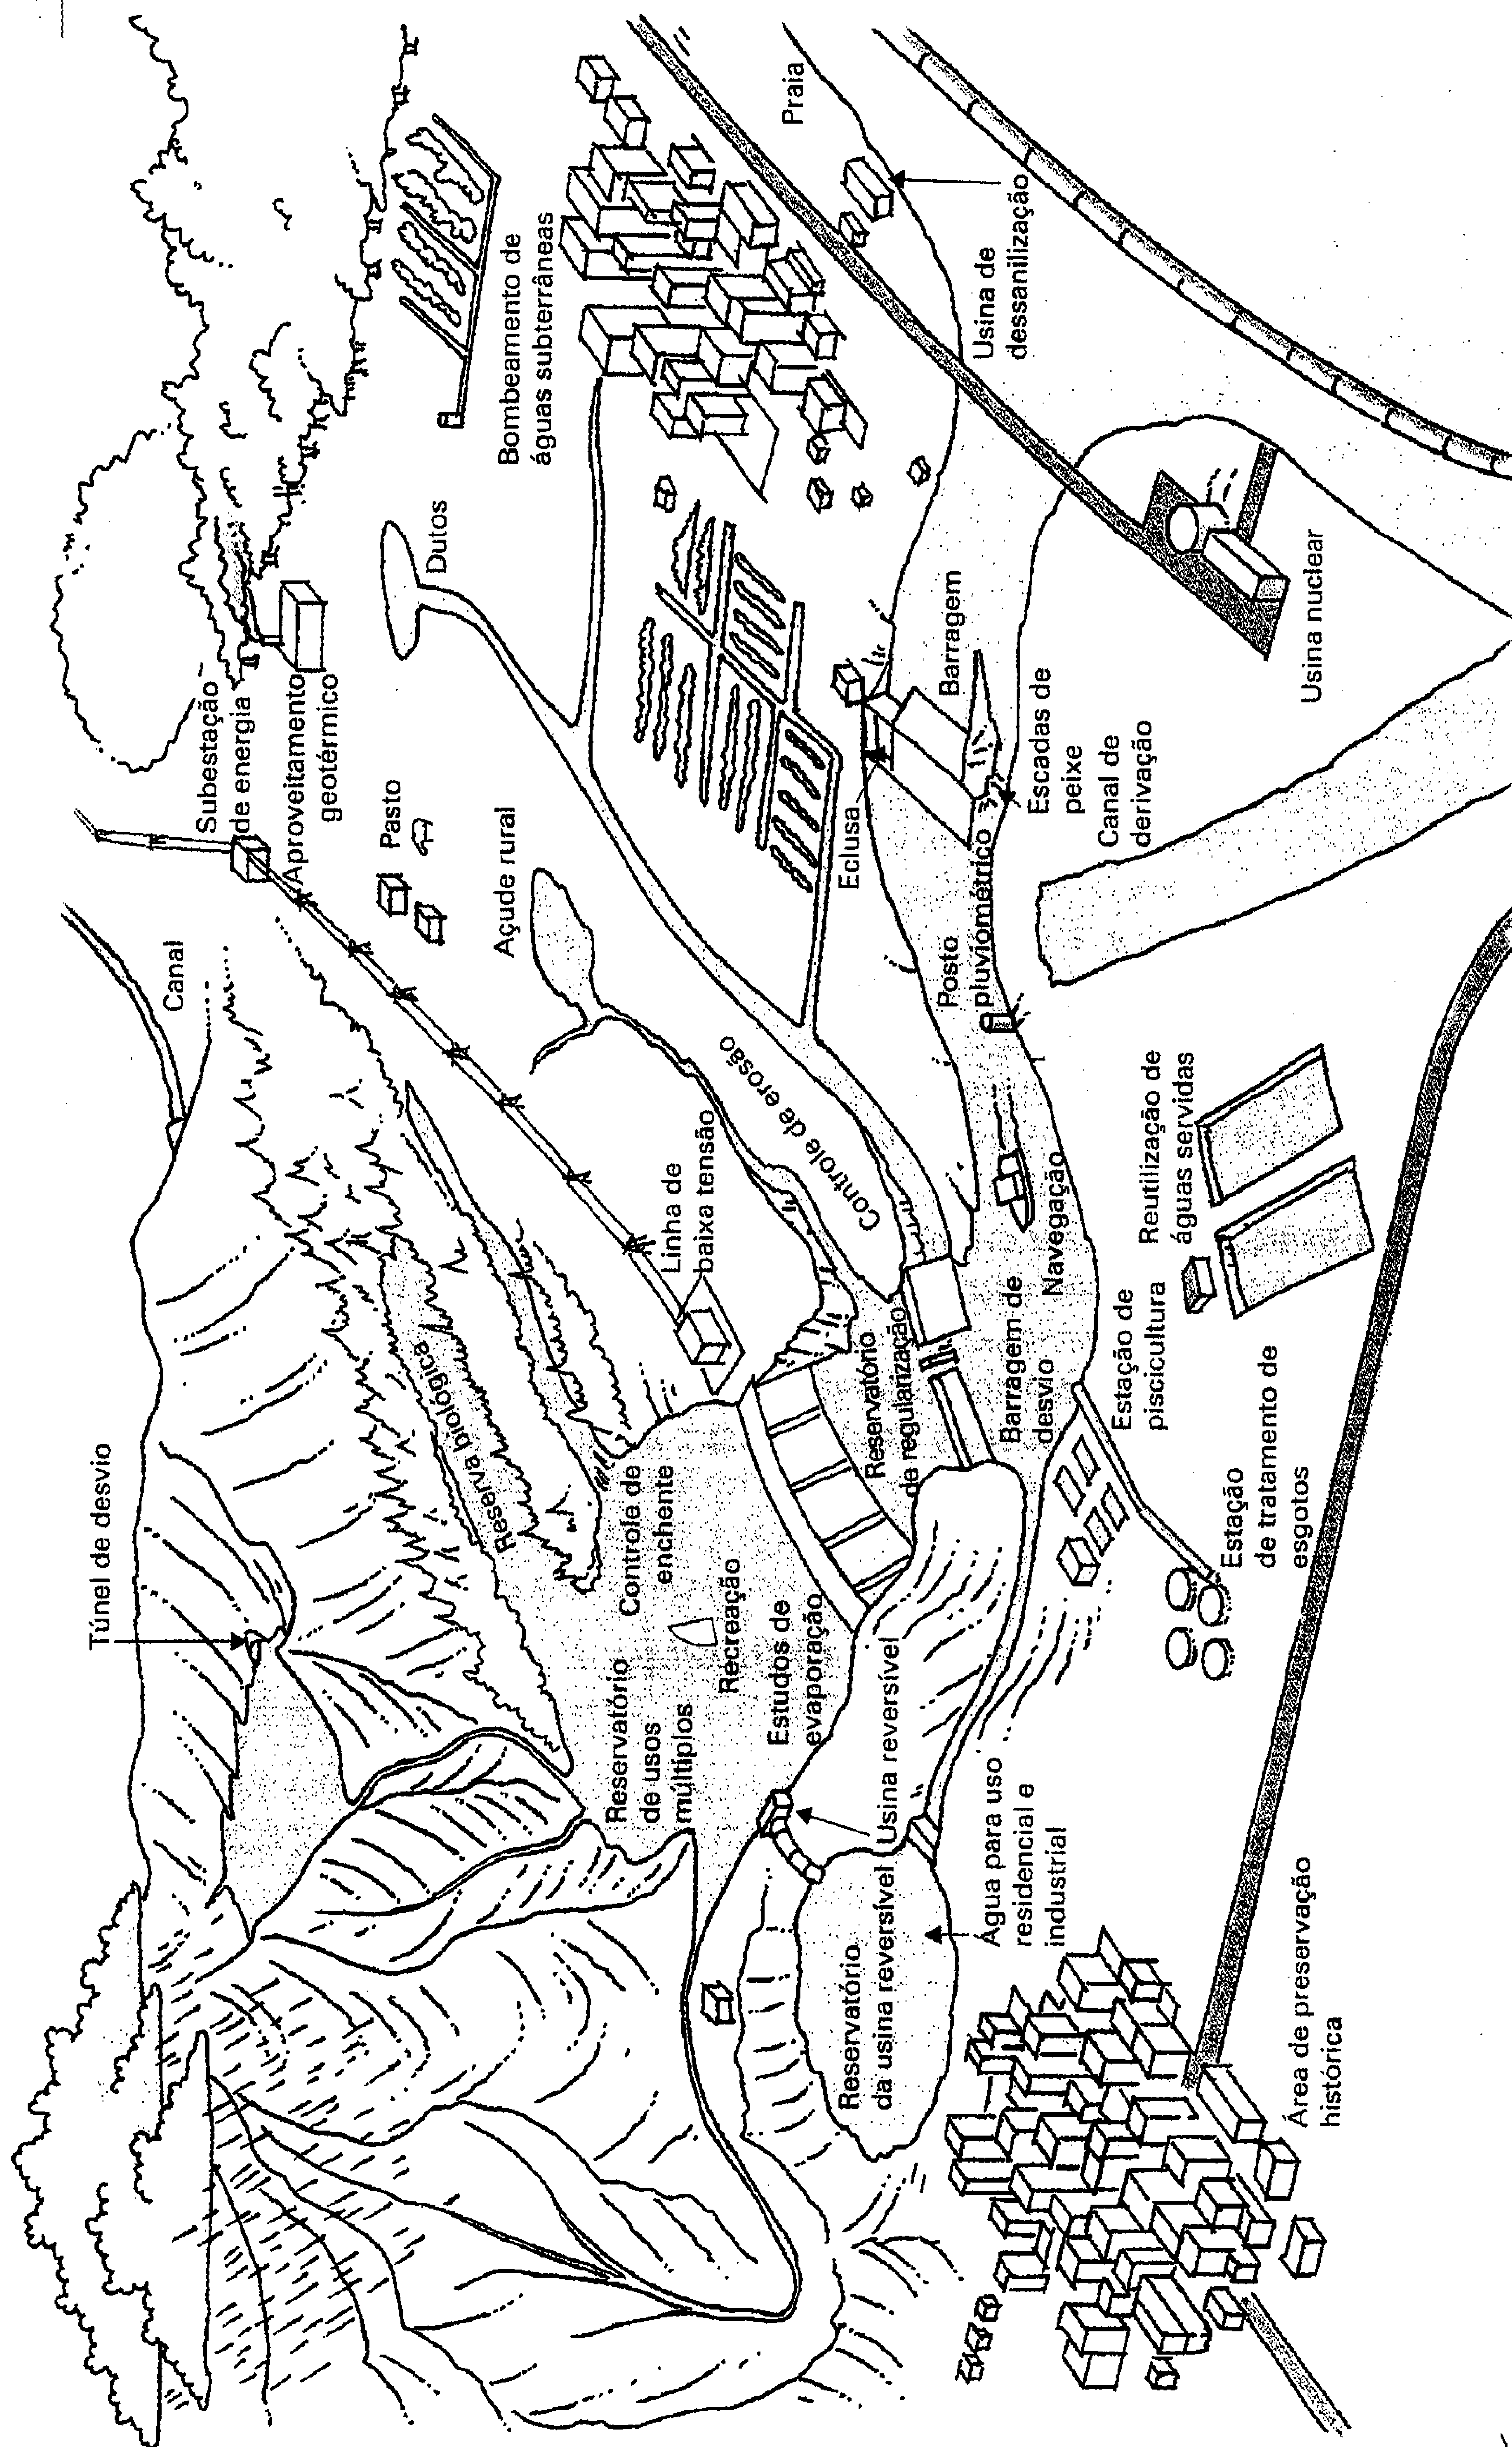 Túnel de desvio
Canal
Subestação
de energia
Aproveitamento
geotérmico
Pasto
Dutos
Açude rural
Bombeamento de
águas subterrâneas
Reserva biológica
Controle de
enchente
Linha de
baixa tensão
Controle de erosão
Reservatório
de usos
múltiplos
Recreação
Estudos de
evaporação
Reservatório
de regularização
Eclusa
Praia
Posto
pluviométrico
Barragem
Usina de
dessanilização
Usina reversível
Reservatório
da usina reversível
Barragem de
desvio
Navegação
Escadas de
peixe
Canal de
derivação
Água para uso
residencial e
industrial
Estação de
piscicultura
Reutilização de
águas servidas
Estação
de tratamento de
esgotos
Usina nuclear
Área de preservação
histórica